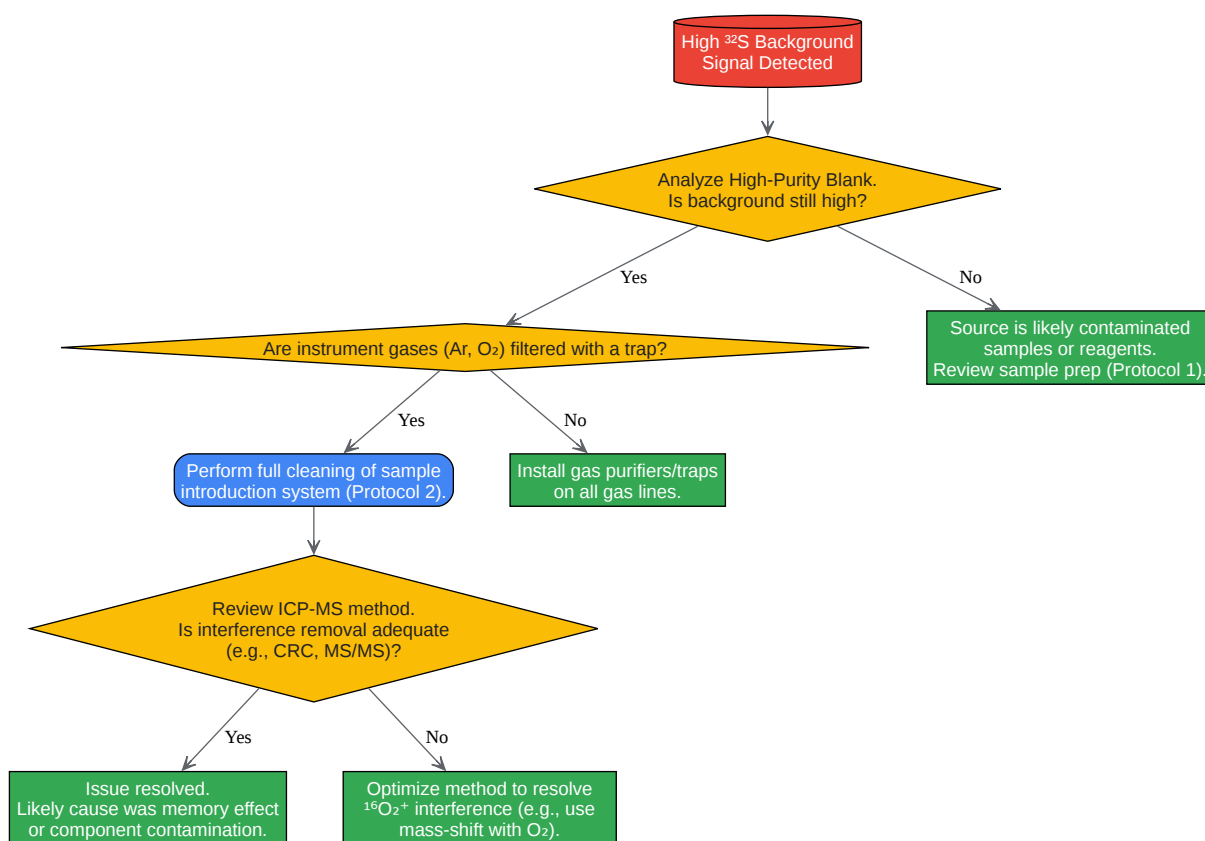 High ³²S Background
Signal Detected
Analyze High-Purity Blank.
Is background still high?
Yes
No
Are instrument gases (Ar, O₂) filtered with a trap?
Source is likely contaminated
samples or reagents.
Review sample prep (Protocol 1).
Yes
No
Perform full cleaning of sample
introduction system (Protocol 2).
Install gas purifiers/traps
on all gas lines.
Review ICP-MS method.
Is interference removal adequate
(e.g., CRC, MS/MS)?
Yes
No
Issue resolved.
Likely cause was memory effect
or component contamination.
Optimize method to resolve
¹⁶O₂⁺ interference (e.g., use
mass-shift with O₂).